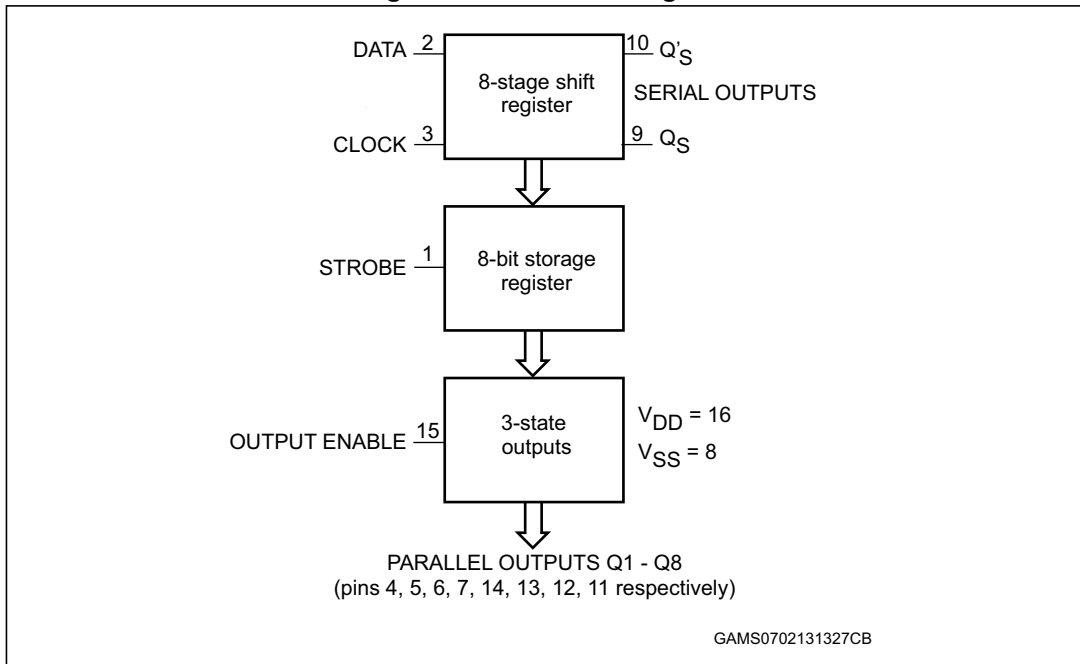 DATA 2
10 Q'S
8-stage shift
register
SERIAL OUTPUTS
CLOCK 3
9 QS
STROBE 1
8-bit storage
register
OUTPUT ENABLE 15
3-state
outputs
VDD = 16
VSS = 8
PARALLEL OUTPUTS Q1 - Q8
(pins 4, 5, 6, 7, 14, 13, 12, 11 respectively)
GAMS0702131327CB